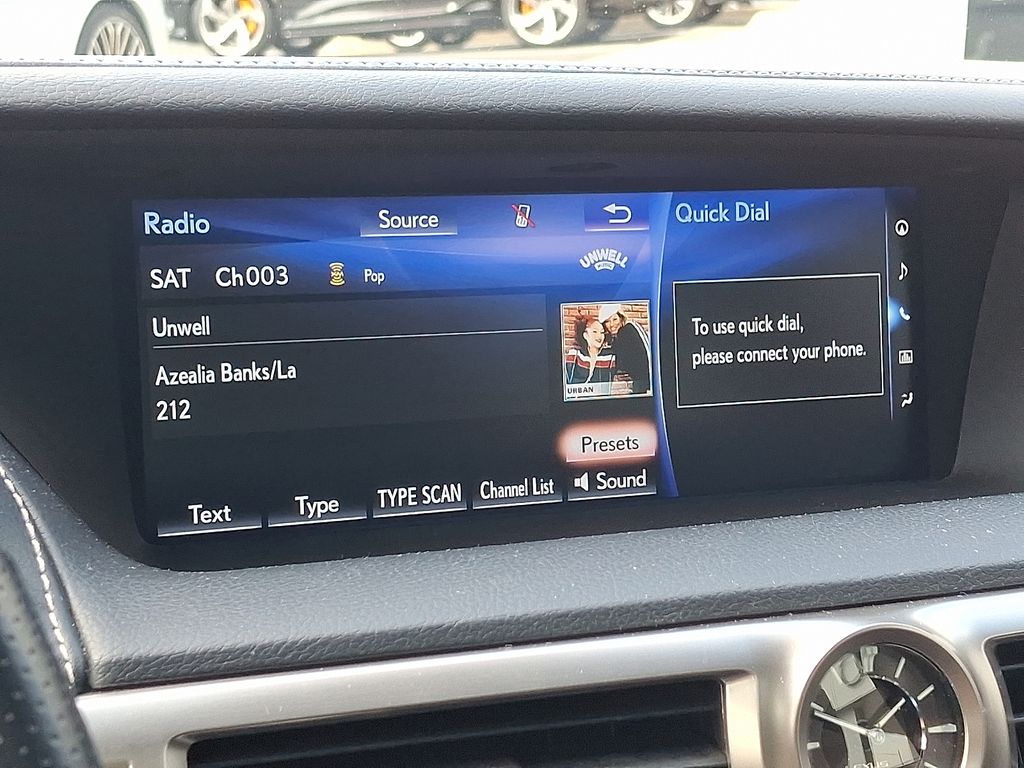 Radio
Source
Quick Dial
SAT Ch003
Pop
UNWELL
Unwell
Azealia Banks/La
212
URBAN
To use quick dial,
please connect your phone.
Presets
Text
Type
TYPE SCAN
Channel List
Sound